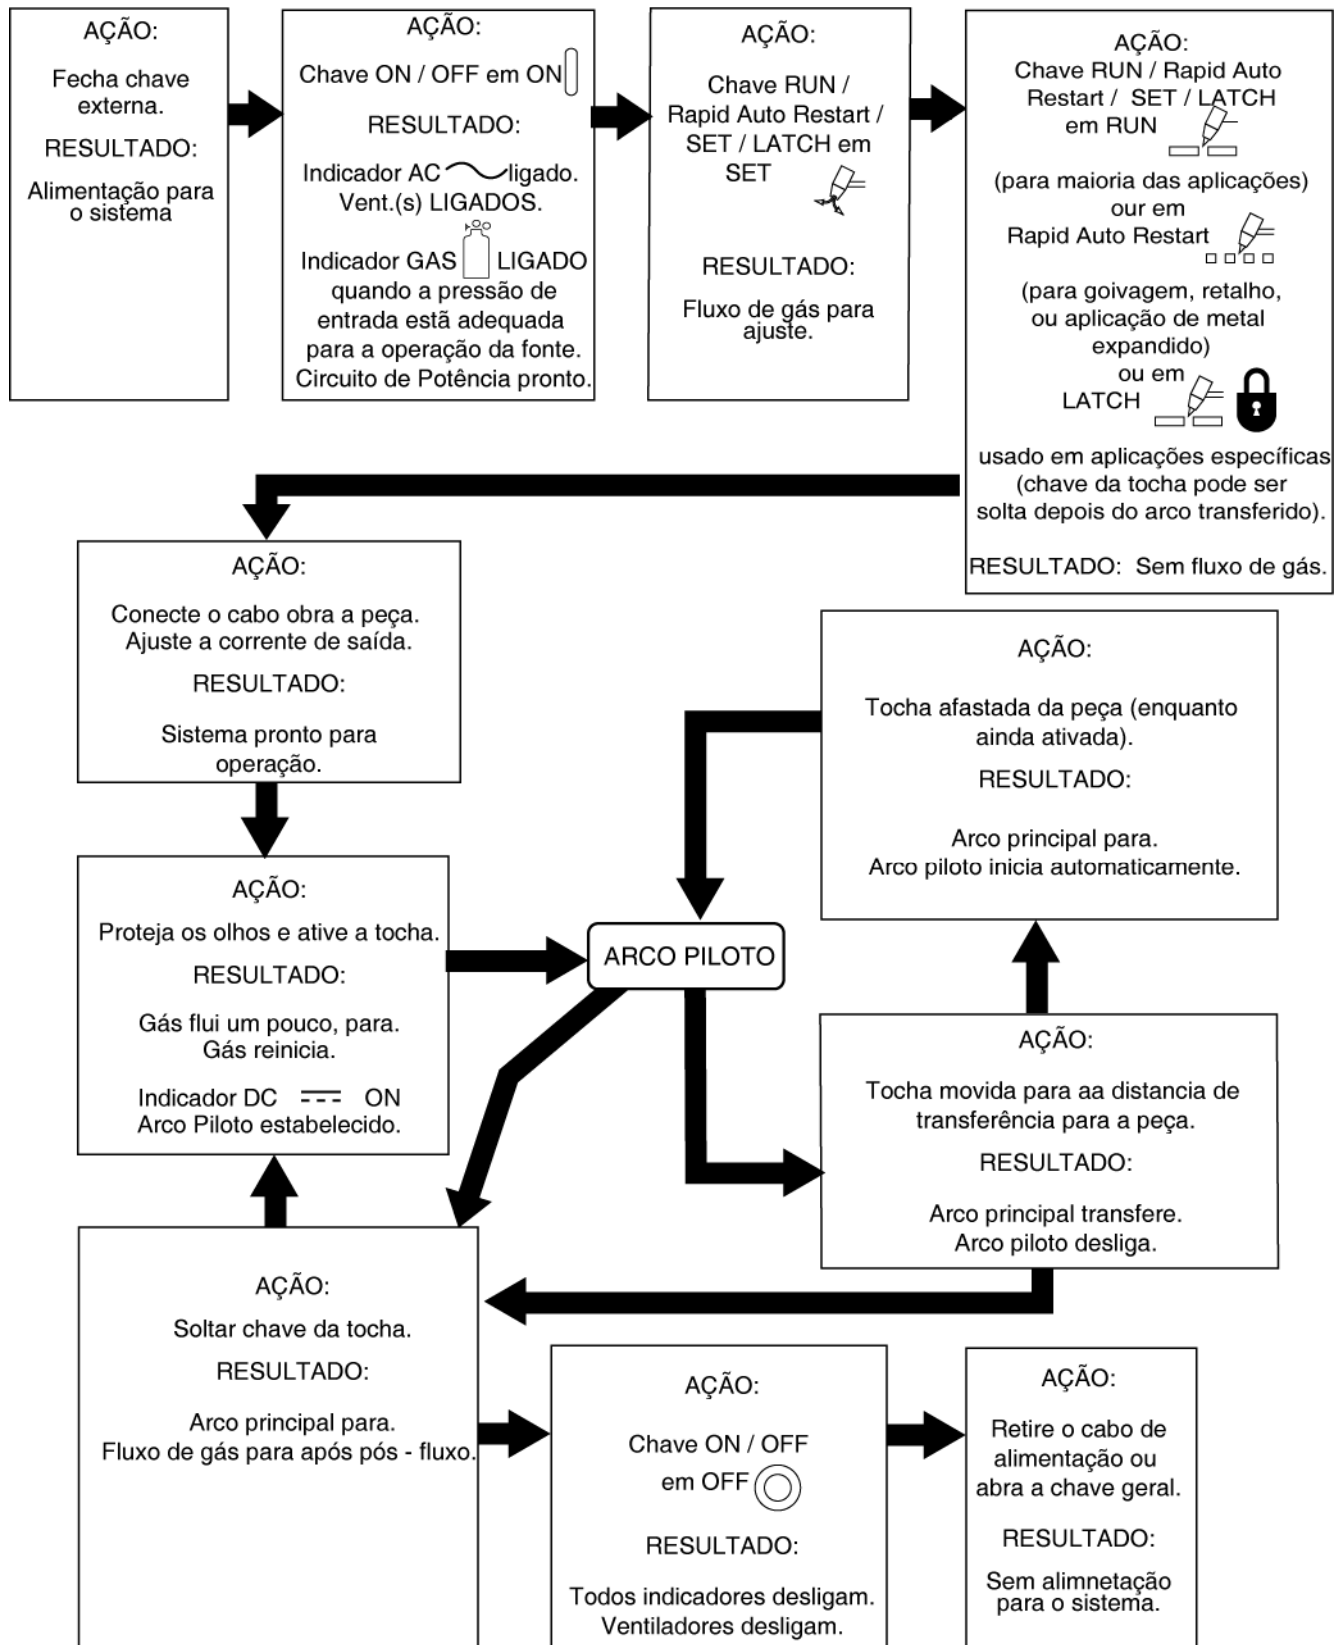 AÇÃO:
Fecha chave
externa.
RESULTADO:
Alimentação para
o sistema
AÇÃO:
Chave ON / OFF em ON
RESULTADO:
Indicador AC ligado.
Vent.(s) LIGADOS.
Indicador GAS LIGADO
quando a pressão de
entrada estã adequada
para a operação da fonte.
Circuito de Potência pronto.
AÇÃO:
Chave RUN /
Rapid Auto Restart /
SET / LATCH em
SET
RESULTADO:
Fluxo de gás para
ajuste.
AÇÃO:
Chave RUN / Rapid Auto
Restart / SET / LATCH
em RUN
(para maioria das aplicações)
our em
Rapid Auto Restart
(para goivagem, retalho,
ou aplicação de metal
expandido)
ou em
LATCH
usado em aplicações específicas
(chave da tocha pode ser
solta depois do arco transferido).
RESULTADO: Sem fluxo de gás.
AÇÃO:
Conecte o cabo obra a peça.
Ajuste a corrente de saída.
RESULTADO:
Sistema pronto para
operação.
AÇÃO:
Tocha afastada da peça (enquanto
ainda ativada).
RESULTADO:
Arco principal para.
Arco piloto inicia automaticamente.
AÇÃO:
Proteja os olhos e ative a tocha.
RESULTADO:
Gás flui um pouco, para.
Gás reinicia.
Indicador DC ON
Arco Piloto estabelecido.
ARCO PILOTO
AÇÃO:
Tocha movida para aa distancia de
transferência para a peça.
RESULTADO:
Arco principal transfere.
Arco piloto desliga.
AÇÃO:
Soltar chave da tocha.
RESULTADO:
Arco principal para.
Fluxo de gás para após pós - fluxo.
AÇÃO:
Chave ON / OFF
em OFF
RESULTADO:
Todos indicadores desligam.
Ventiladores desligam.
AÇÃO:
Retire o cabo de
alimentação ou
abra a chave geral.
RESULTADO:
Sem alimnetação
para o sistema.